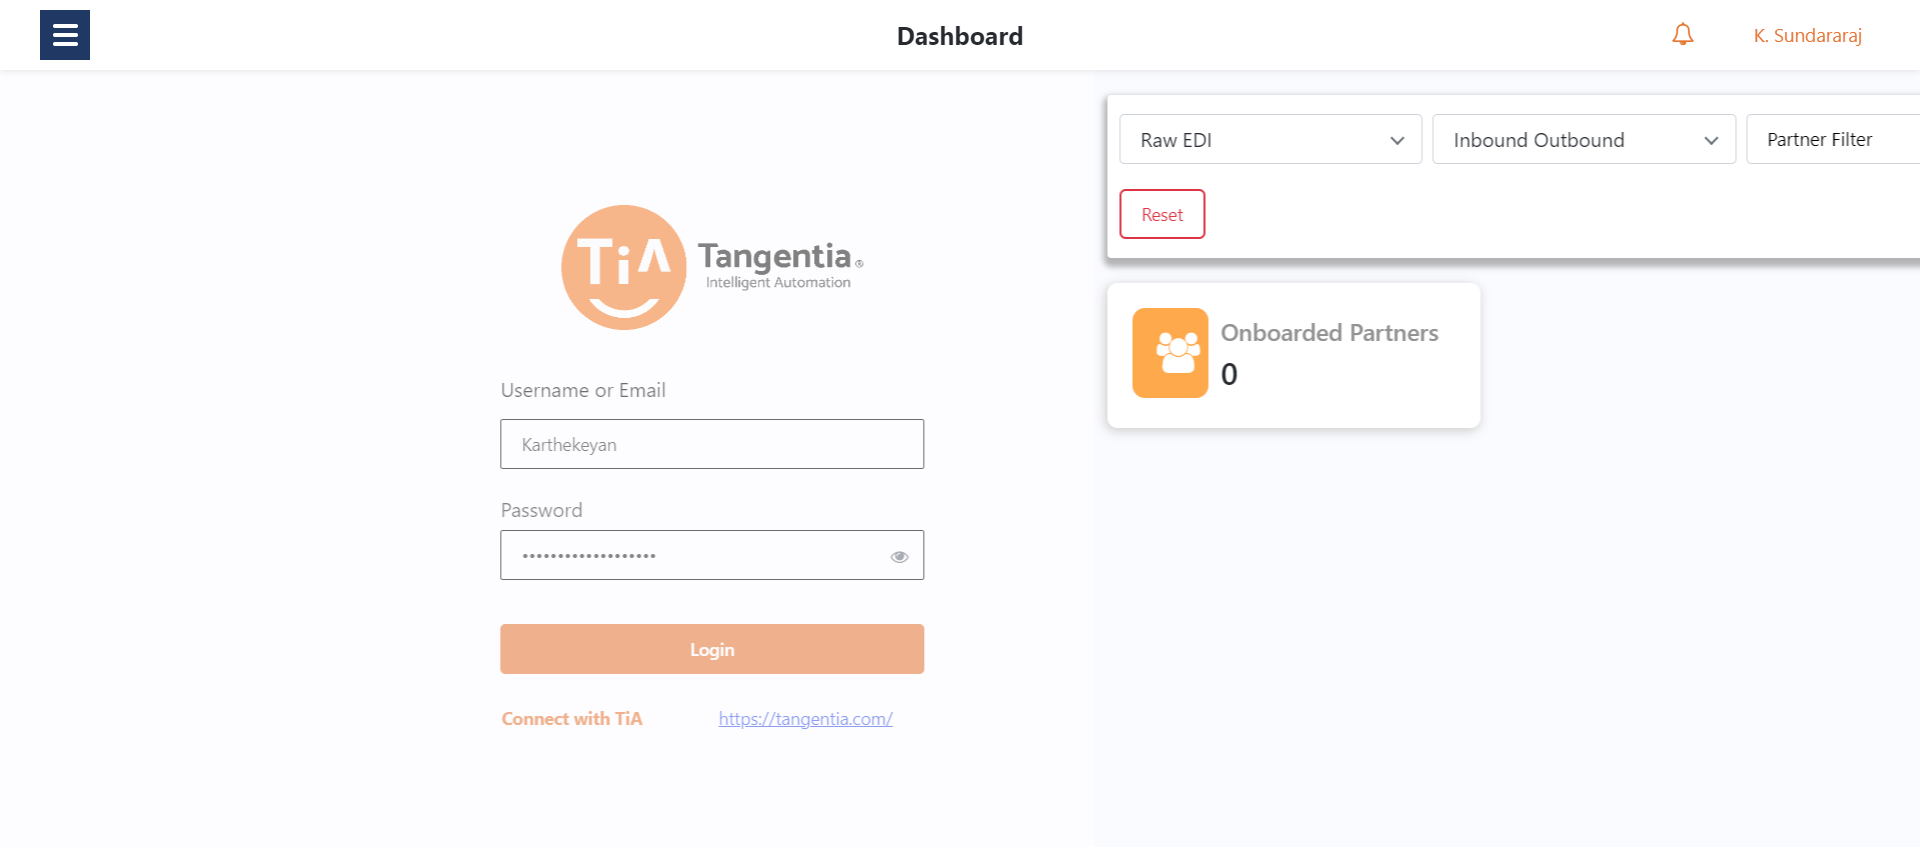 Dashboard
K. Sundararaj
Raw EDI
Inbound Outbound
Partner Filter
Reset
TiA
Tangentia®
Intelligent Automation
Onboarded Partners
0
Username or Email
Karthekeyan
Password
•••••••••••••••••••
Login
Connect with TiA
https://tangentia.com/